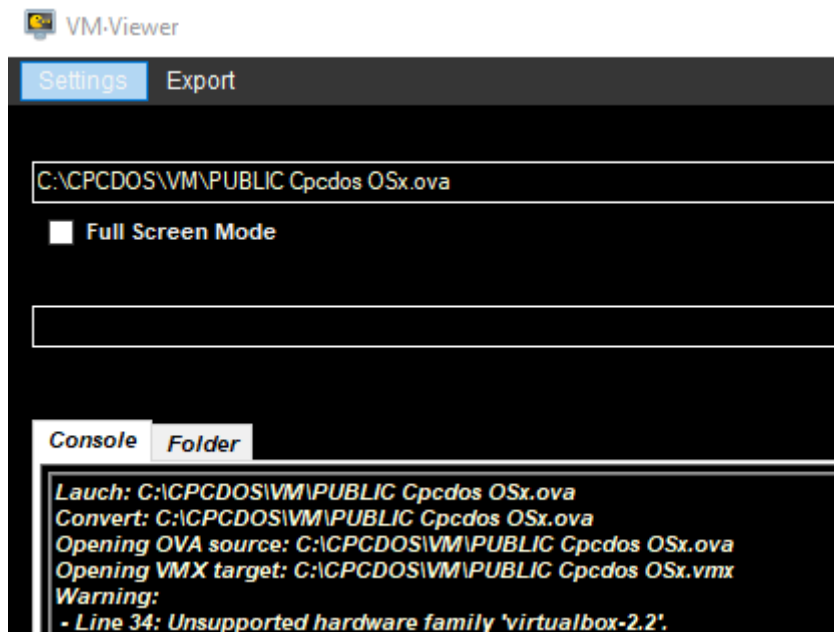 VM-Viewer
Settings Export
C:\CPCDOS\VM\PUBLIC Cpcdos OSx.ova
Full Screen Mode
Console Folder
Lauch: C:\CPCDOS\VM\PUBLIC Cpcdos OSx.ova
Convert: C:\CPCDOS\VM\PUBLIC Cpcdos OSx.ova
Opening OVA source: C:\CPCDOS\VM\PUBLIC Cpcdos OSx.ova
Opening VMX target: C:\CPCDOS\VM\PUBLIC Cpcdos OSx.vmx
Warning:
- Line 34: Unsupported hardware family 'virtualbox-2.2'.